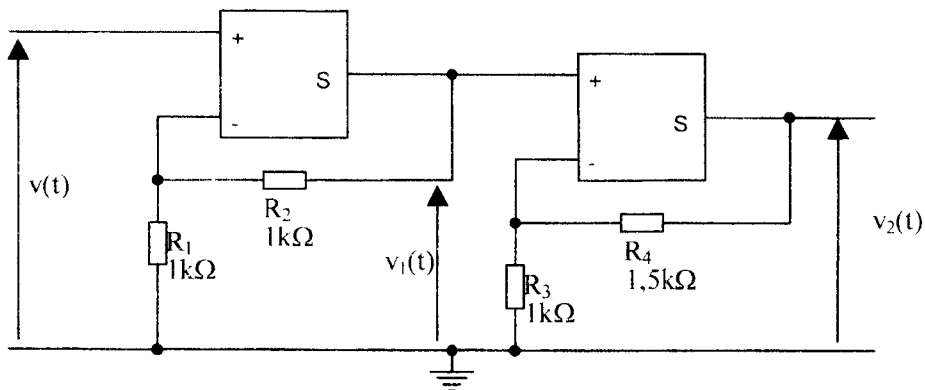 +
S
-
+
S
-
v(t)
R₂
1kΩ
R₁
1kΩ
v₁(t)
R₄
1,5kΩ
R₃
1kΩ
v₂(t)